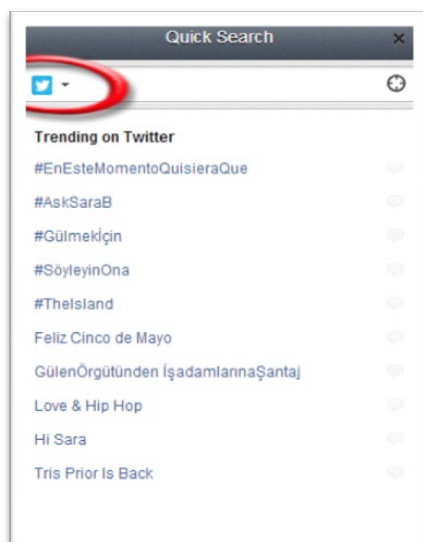 Quick Search
Trending on Twitter
#EnEsteMomentoQuisieraQue
#AskSaraB
#Gülmekİçin
#SöyleyinOna
#TheIsland
Feliz Cinco de Mayo
GülenÖrgütünden İşadamlarınaŞantaj
Love & Hip Hop
Hi Sara
Tris Prior Is Back